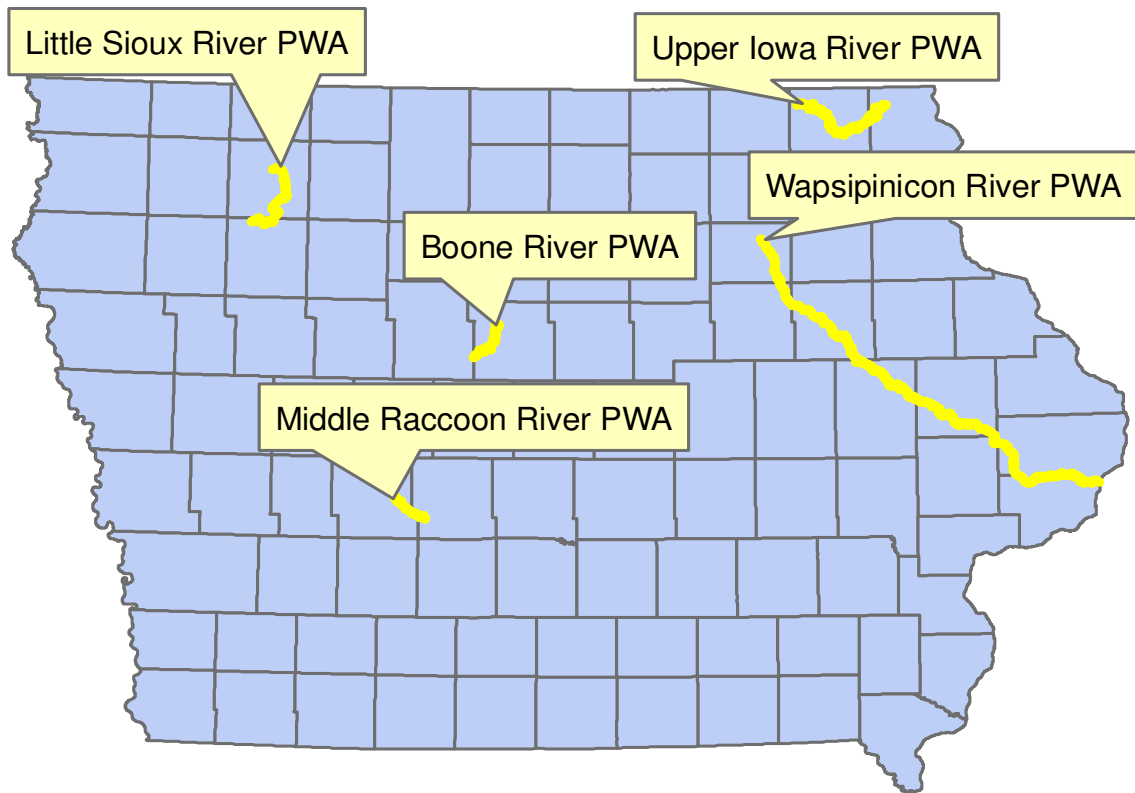 Little Sioux River PWA
Upper Iowa River PWA
Wapsipinicon River PWA
Boone River PWA
Middle Raccoon River PWA